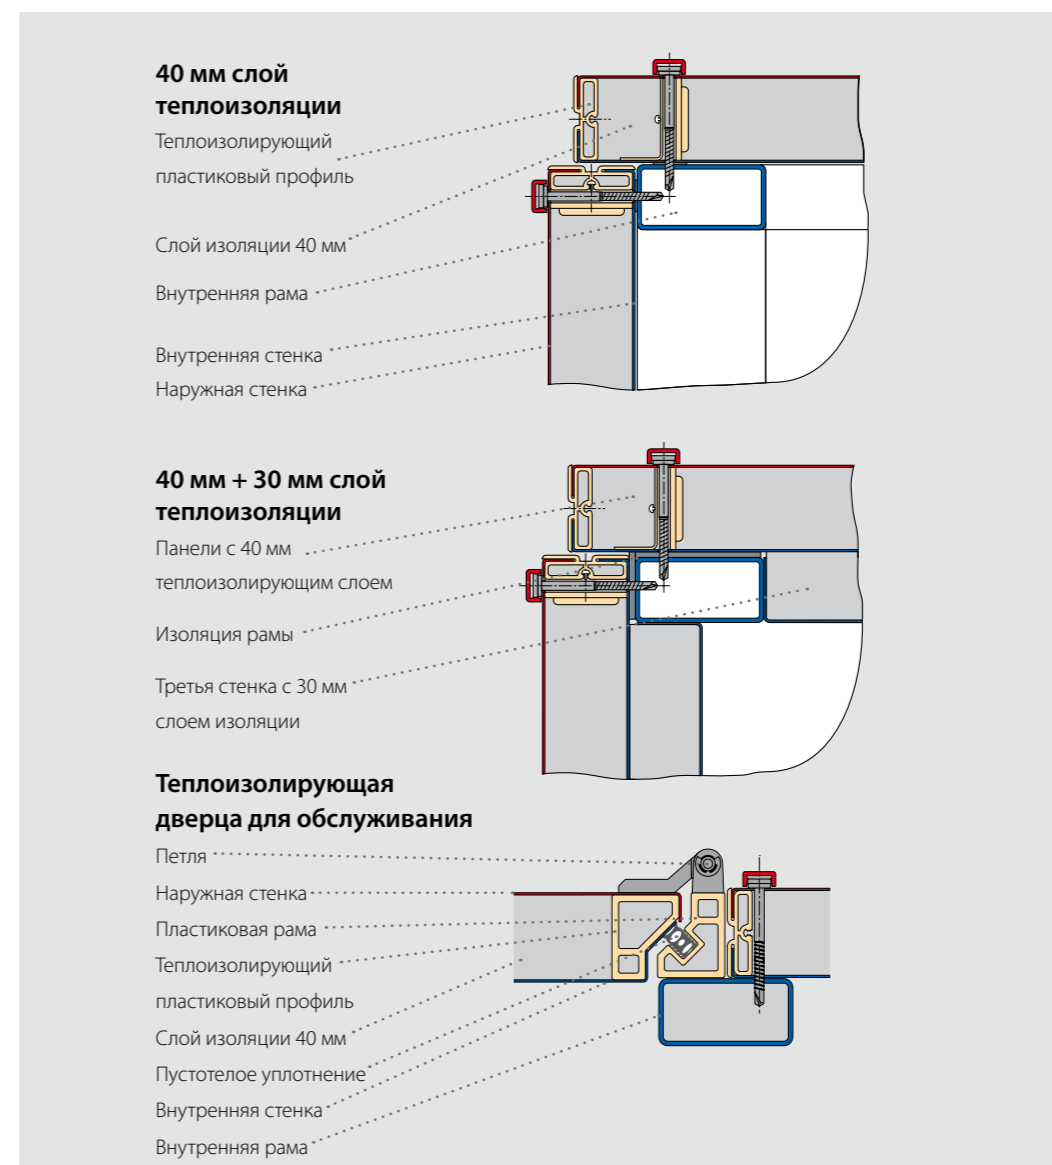 40 мм слой
теплоизоляции
Теплоизолирующий
пластиковый профиль
Слой изоляции 40 мм
Внутренняя рама
Внутренняя стенка
Наружная стенка
40 мм + 30 мм слой
теплоизоляции
Панели с 40 мм
теплоизолирующим слоем
Изоляция рамы
Третья стенка с 30 мм
слоем изоляции
Теплоизолирующая
дверца для обслуживания
Петля
Наружная стенка
Пластиковая рама
Теплоизолирующий
пластиковый профиль
Слой изоляции 40 мм
Пустотелое уплотнение
Внутренняя стенка
Внутренняя рама